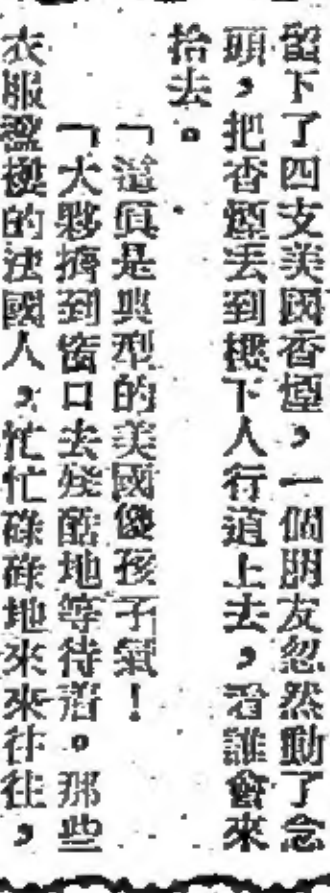 留下了四支美國香煙，一個朋友忽然動了念
頭，把香煙丟到樓下人行道上去，看誰會來
拾去。
「這眞是典型的美國傻孩子氣！
「大夥擠到窗口去殘酷地等待着。那些
衣服襤褸的法國人，忙忙碌碌地來來往往，